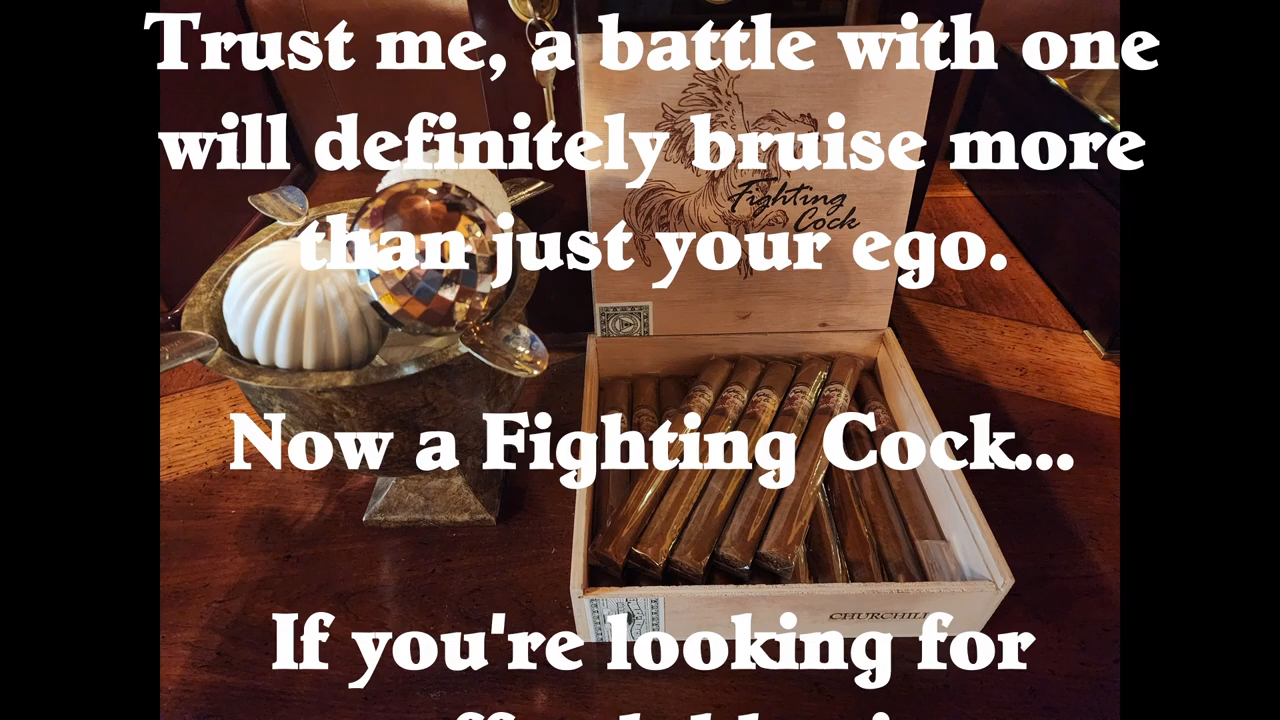 Trust me, a battle with one
will definitely bruise more
than just your ego.
Fighting
Cock
Now a Fighting Cock...
CHURCHILL
If you're looking for